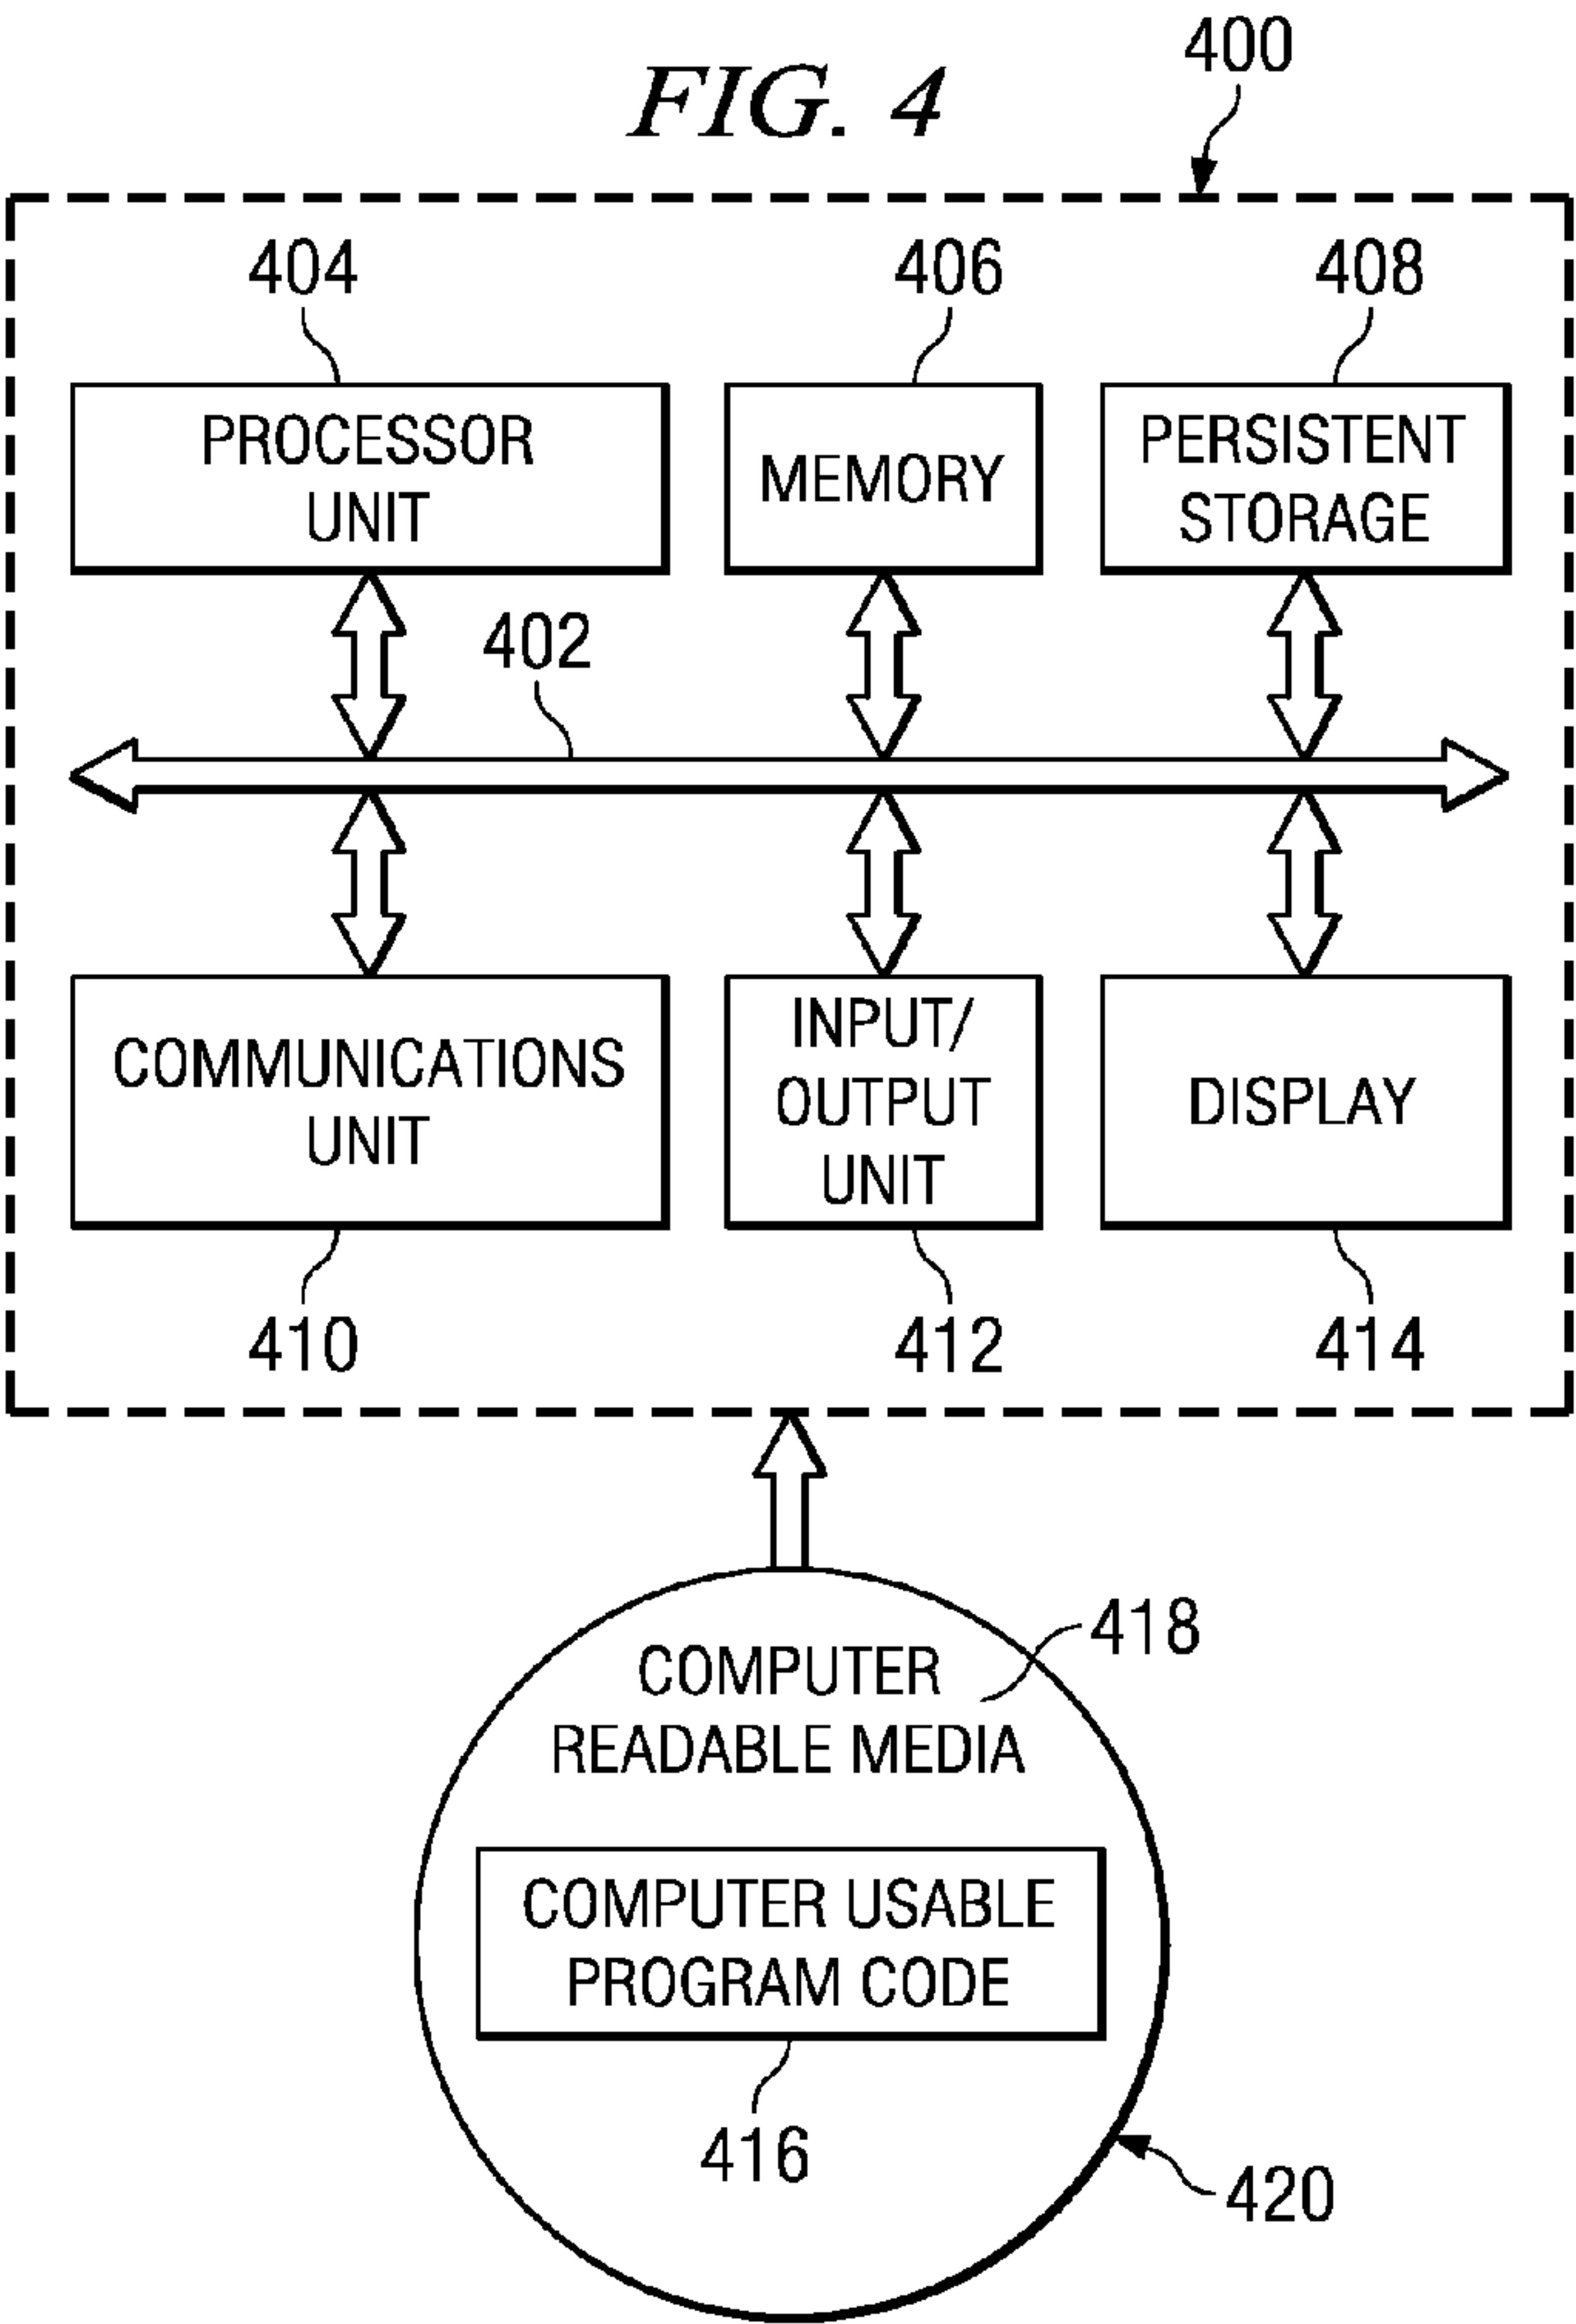 FIG. 4
400
404
406
408
PROCESSOR
UNIT
MEMORY
PERSISTENT
STORAGE
402
COMMUNICATIONS
UNIT
INPUT/
OUTPUT
UNIT
DISPLAY
410
412
414
418
COMPUTER
READABLE MEDIA
COMPUTER USABLE
PROGRAM CODE
416
420